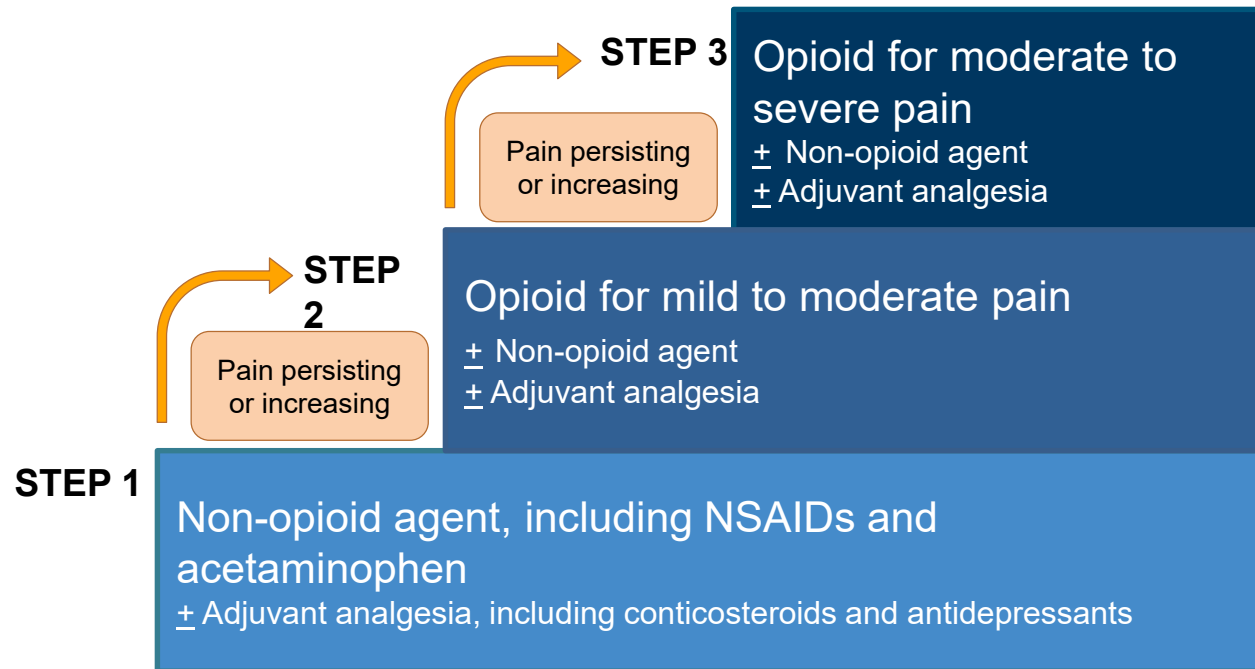 STEP 1
Non-opioid agent, including NSAIDs and
acetaminophen
+ Adjuvant analgesia, including conticosteroids and antidepressants
Pain persisting
or increasing
STEP
2
Opioid for mild to moderate pain
+ Non-opioid agent
+ Adjuvant analgesia
Pain persisting
or increasing
STEP 3
Opioid for moderate to
severe pain
+ Non-opioid agent
+ Adjuvant analgesia